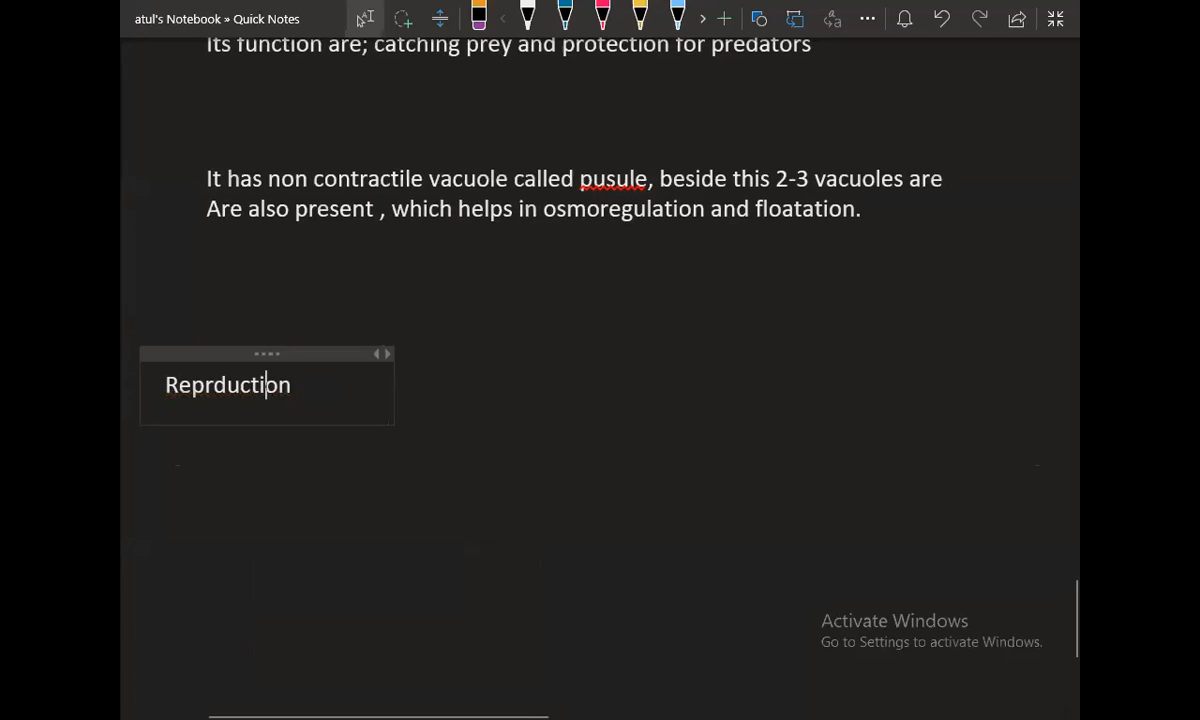 atul's Notebook » Quick Notes
Its function are; catching prey and protection for predators
It has non contractile vacuole called pusule, beside this 2-3 vacuoles are
Are also present , which helps in osmoregulation and floatation.
Reprduction
Activate Windows
Go to Settings to activate Windows.